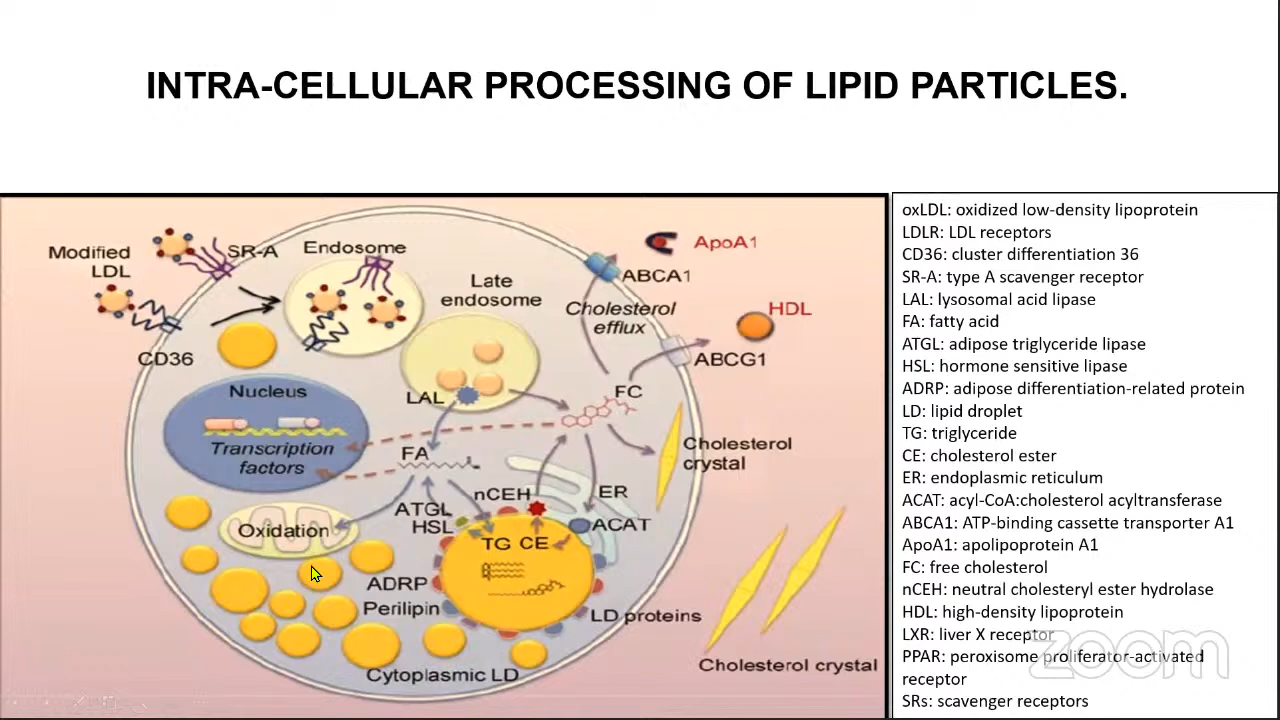 INTRA-CELLULAR PROCESSING OF LIPID PARTICLES.
Modified
LDL
SR-A
Endosome
CD36
Late
endosome
ApoA1
ABCA1
Cholesterol
efflux
HDL
ABCG1
Nucleus
Transcription
factors
LAL
FC
FA
Cholesterol
crystal
nCEH
ER
ATGL
HSL
ACAT
Oxidation
TG CE
ADRP
Perilipin
LD proteins
Cytoplasmic LD
Cholesterol crystal
oxLDL: oxidized low-density lipoprotein
LDLR: LDL receptors
CD36: cluster differentiation 36
SR-A: type A scavenger receptor
LAL: lysosomal acid lipase
FA: fatty acid
ATGL: adipose triglyceride lipase
HSL: hormone sensitive lipase
ADRP: adipose differentiation-related protein
LD: lipid droplet
TG: triglyceride
CE: cholesterol ester
ER: endoplasmic reticulum
ACAT: acyl-CoA:cholesterol acyltransferase
ABCA1: ATP-binding cassette transporter A1
ApoA1: apolipoprotein A1
FC: free cholesterol
nCEH: neutral cholesteryl ester hydrolase
HDL: high-density lipoprotein
LXR: liver X receptor
PPAR: peroxisome proliferator-activated
receptor
SRs: scavenger receptors
zoom